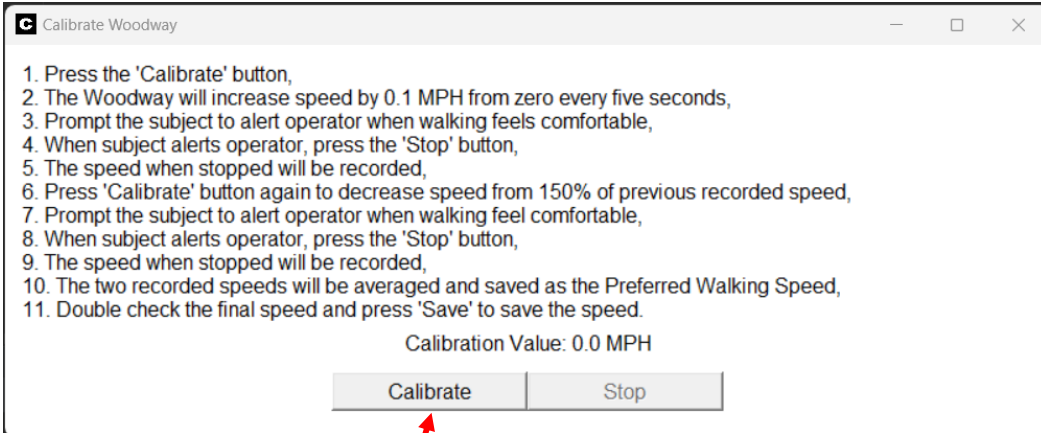 C Calibrate Woodway
1. Press the 'Calibrate' button,
2. The Woodway will increase speed by 0.1 MPH from zero every five seconds,
3. Prompt the subject to alert operator when walking feels comfortable,
4. When subject alerts operator, press the 'Stop' button,
5. The speed when stopped will be recorded,
6. Press 'Calibrate' button again to decrease speed from 150% of previous recorded speed,
7. Prompt the subject to alert operator when walking feel comfortable,
8. When subject alerts operator, press the 'Stop' button,
9. The speed when stopped will be recorded,
10. The two recorded speeds will be averaged and saved as the Preferred Walking Speed,
11. Double check the final speed and press 'Save' to save the speed.
Calibration Value: 0.0 MPH
Calibrate Stop